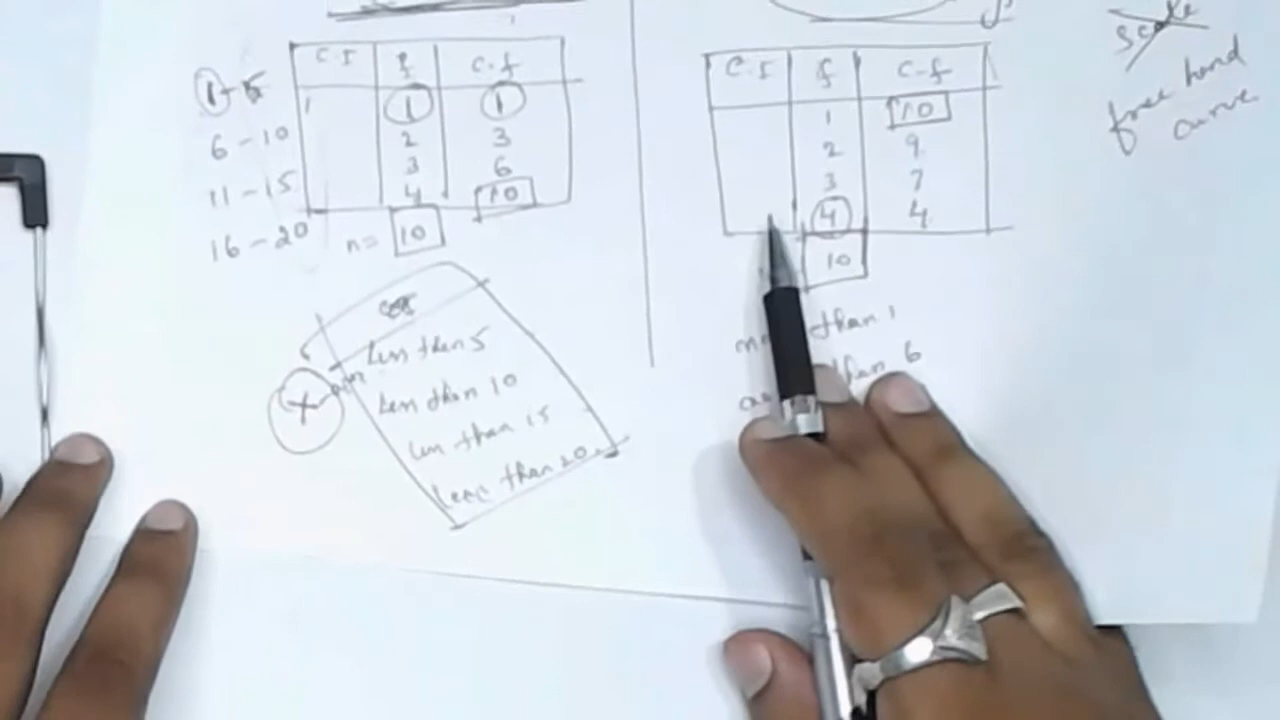 C.I f c.f
1-5 1 1
6-10 2 3
11-15 3 6
16-20 4 10
n= 10
Less than 5
Less than 10
Less than 15
Less than 20
C.I f c-f
1 10
2 9
3 7
4 4
10
than 1
than 6
Scale
free hand
curve